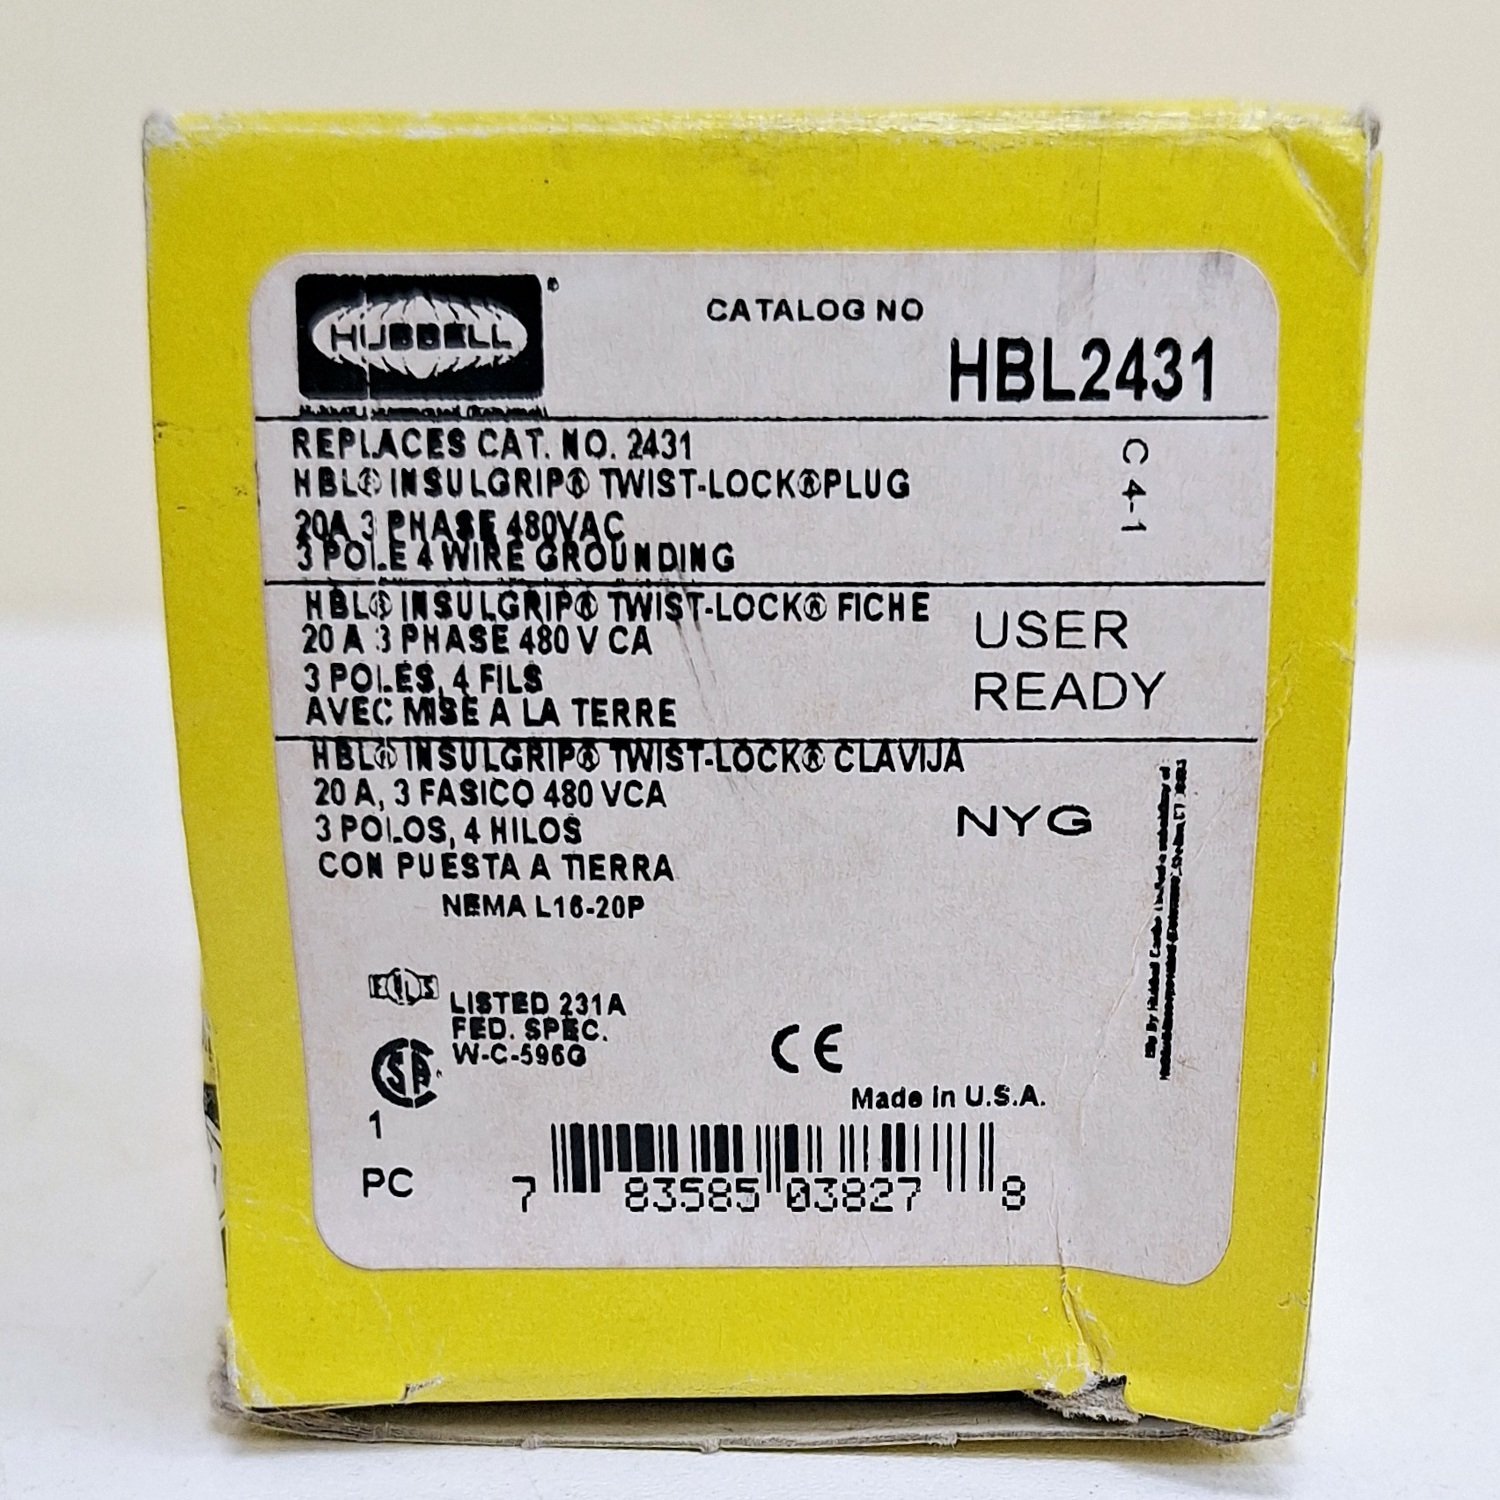 HUBBELL
CATALOG NO
HBL2431
REPLACES CAT. NO. 2431
HBL® INSULGRIP® TWIST-LOCK®PLUG
20A 3 PHASE 480VAC
3 POLE 4 WIRE GROUNDING
C 4-1
HBL® INSULGRIP® TWIST-LOCK® FICHE
20 A 3 PHASE 480 V CA
3 POLES, 4 FILS
AVEC MISE A LA TERRE
USER
READY
HBL® INSULGRIP® TWIST-LOCK® CLAVIJA
20 A, 3 FASICO 480 VCA
3 POLOS, 4 HILOS
CON PUESTA A TIERRA
NEMA L16-20P
NYG
LISTED 231A
FED. SPEC.
W-C-596G
CE
Made in U.S.A.
1
PC
7 83585 03827 8